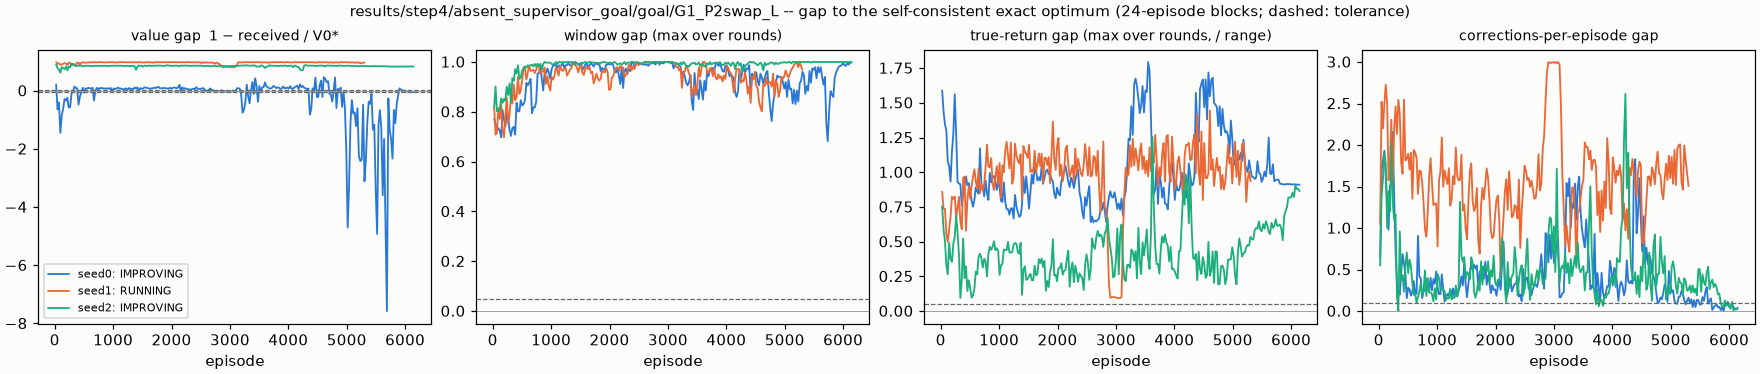 results/step4/absent_supervisor_goal/goal/G1_P2swap_L -- gap to the self-consistent exact optimum (24-episode blocks; dashed: tolerance)
value gap 1 − received / V0*
0
−2
−4
−6
−8
seed0: IMPROVING
seed1: RUNNING
seed2: IMPROVING
0 1000 2000 3000 4000 5000 6000
episode
window gap (max over rounds)
1.0
0.8
0.6
0.4
0.2
0.0
0 1000 2000 3000 4000 5000 6000
episode
true-return gap (max over rounds, / range)
1.75
1.50
1.25
1.00
0.75
0.50
0.25
0.00
0 1000 2000 3000 4000 5000 6000
episode
corrections-per-episode gap
3.0
2.5
2.0
1.5
1.0
0.5
0.0
0 1000 2000 3000 4000 5000 6000
episode